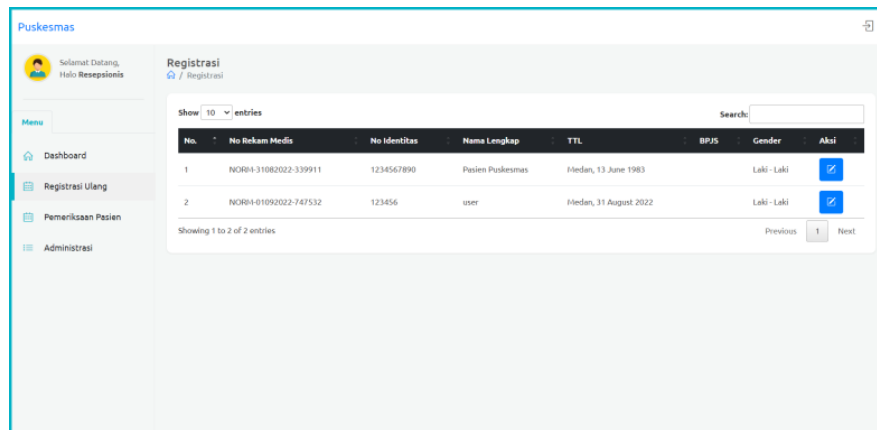 Puskesmas
Selamat Datang,
Halo Resepsionis
Menu
Dashboard
Registrasi Ulang
Pemeriksaan Pasien
Administrasi
Registrasi
/ Registrasi
Show 10 entries
Search:
No. No Rekam Medis No Identitas Nama Lengkap TTL BPJS Gender Aksi
1 NORM-31082022-339911 1234567890 Pasien Puskesmas Medan, 13 June 1983 Laki - Laki
2 NORM-01092022-747532 123456 user Medan, 31 August 2022 Laki - Laki
Showing 1 to 2 of 2 entries
Previous 1 Next